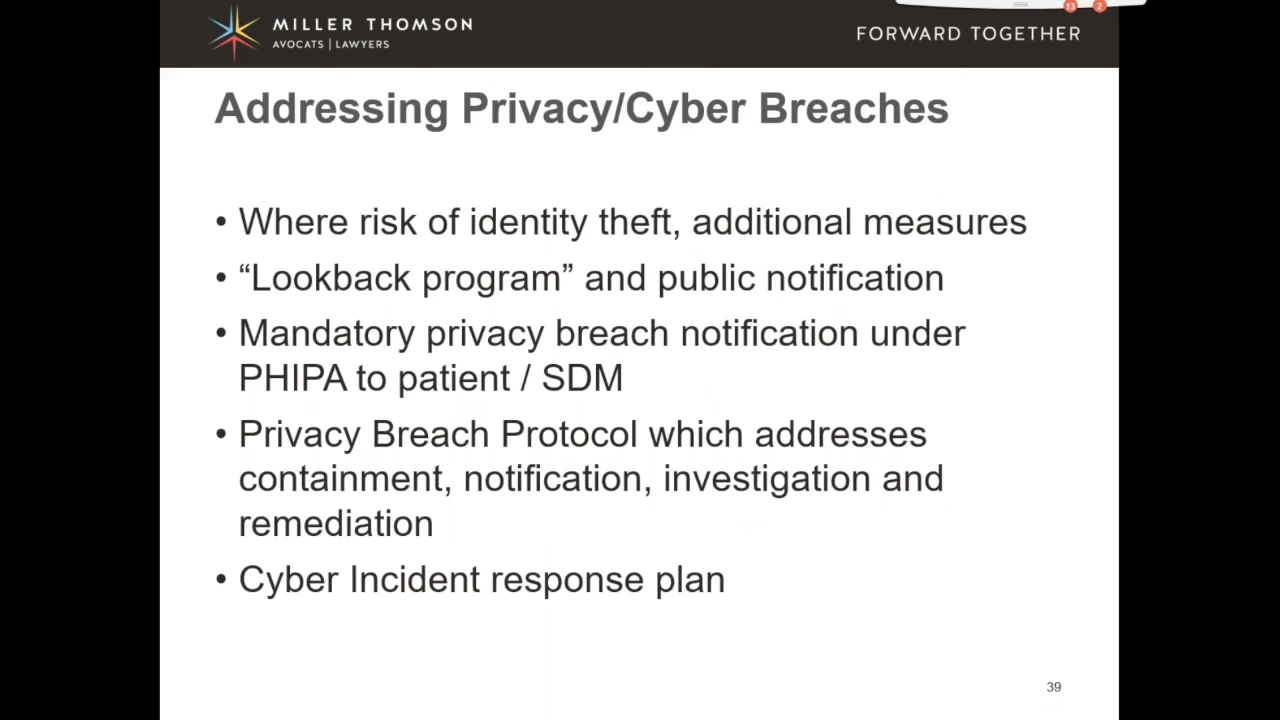 MILLER THOMSON
AVOCATS | LAWYERS
FORWARD TOGETHER
13
2
Addressing Privacy/Cyber Breaches
• Where risk of identity theft, additional measures
• “Lookback program” and public notification
• Mandatory privacy breach notification under
PHIPA to patient / SDM
• Privacy Breach Protocol which addresses
containment, notification, investigation and
remediation
• Cyber Incident response plan
39